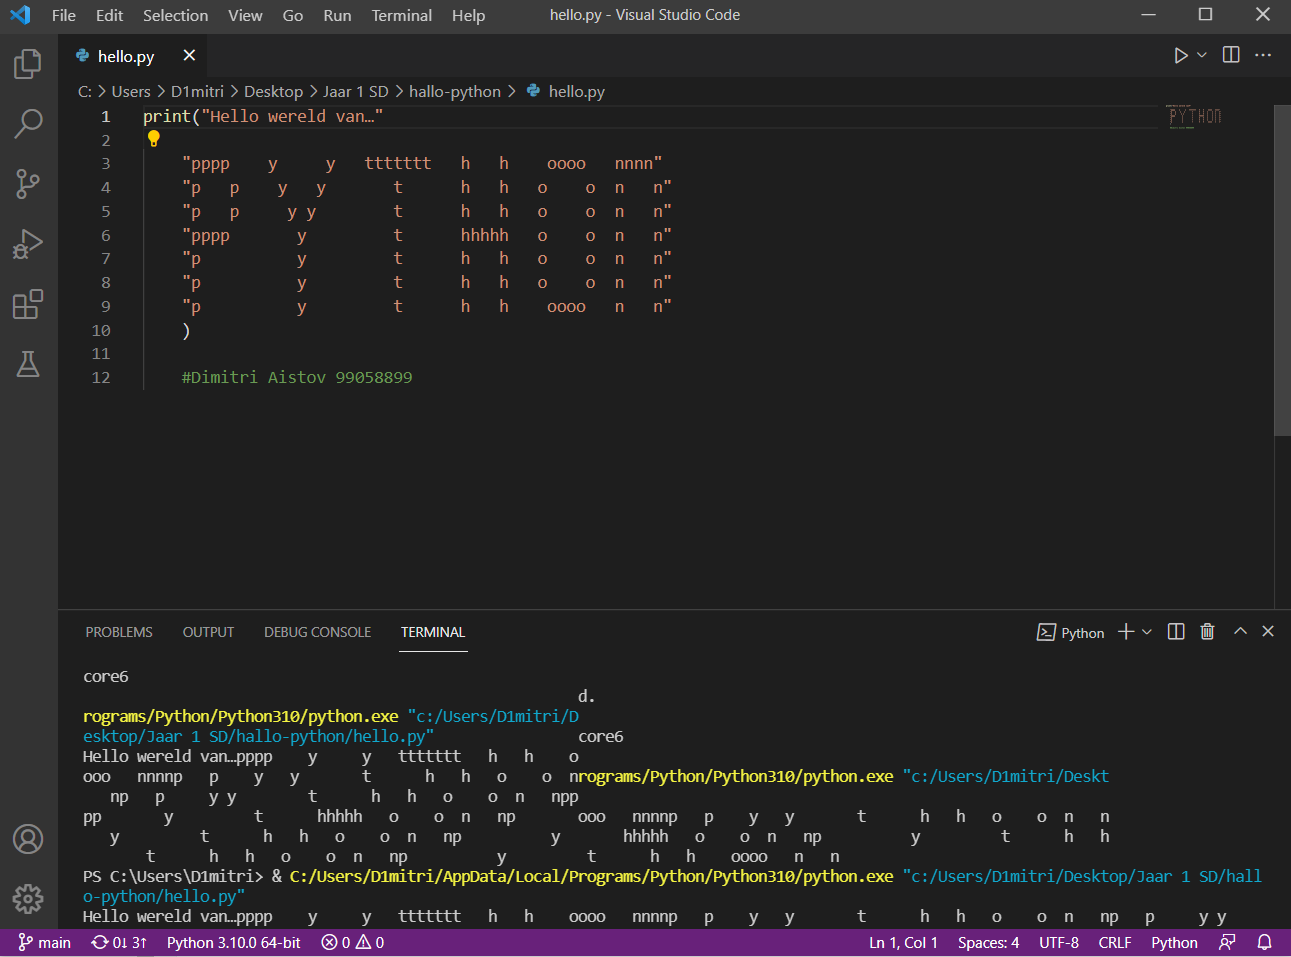 File Edit Selection View Go Run Terminal Help hello.py - Visual Studio Code
hello.py
C: > Users > D1mitri > Desktop > Jaar 1 SD > hallo-python > hello.py
1 print("Hello wereld van…"
2
3 "pppp    y     y   ttttttt   h   h    oooo   nnnn"
4 "p   p    y   y       t      h   h   o    o  n   n"
5 "p   p     y y        t      h   h   o    o  n   n"
6 "pppp       y         t      hhhhh   o    o  n   n"
7 "p          y         t      h   h   o    o  n   n"
8 "p          y         t      h   h   o    o  n   n"
9 "p          y         t      h   h    oooo   n   n"
10 )
11
12 #Dimitri Aistov 99058899
PYTHON
PROBLEMS OUTPUT DEBUG CONSOLE TERMINAL Python
core6
d.
rograms/Python/Python310/python.exe "c:/Users/D1mitri/D
esktop/Jaar 1 SD/hallo-python/hello.py" core6
Hello wereld van…pppp    y     y   ttttttt   h   h    o
ooo   nnnnp   p    y   y       t      h   h   o    o  nrograms/Python/Python310/python.exe "c:/Users/D1mitri/Deskt
   np   p     y y        t      h   h   o    o  n   npp
pp       y         t      hhhhh   o    o  n   np       ooo   nnnnp   p    y   y       t      h   h   o    o  n   n
   y         t      h   h   o    o  n   np          y       hhhhh   o    o  n   np          y         t      h   h
       t      h   h   o    o  n   np          y         t      h   h    oooo   n   n
PS C:\Users\D1mitri> & C:/Users/D1mitri/AppData/Local/Programs/Python/Python310/python.exe "c:/Users/D1mitri/Desktop/Jaar 1 SD/hall
o-python/hello.py"
Hello wereld van…pppp    y     y   ttttttt   h   h    oooo   nnnnp   p    y   y       t      h   h   o    o  n   np   p     y y
main 0↓ 3↑ Python 3.10.0 64-bit 0 0 Ln 1, Col 1 Spaces: 4 UTF-8 CRLF Python